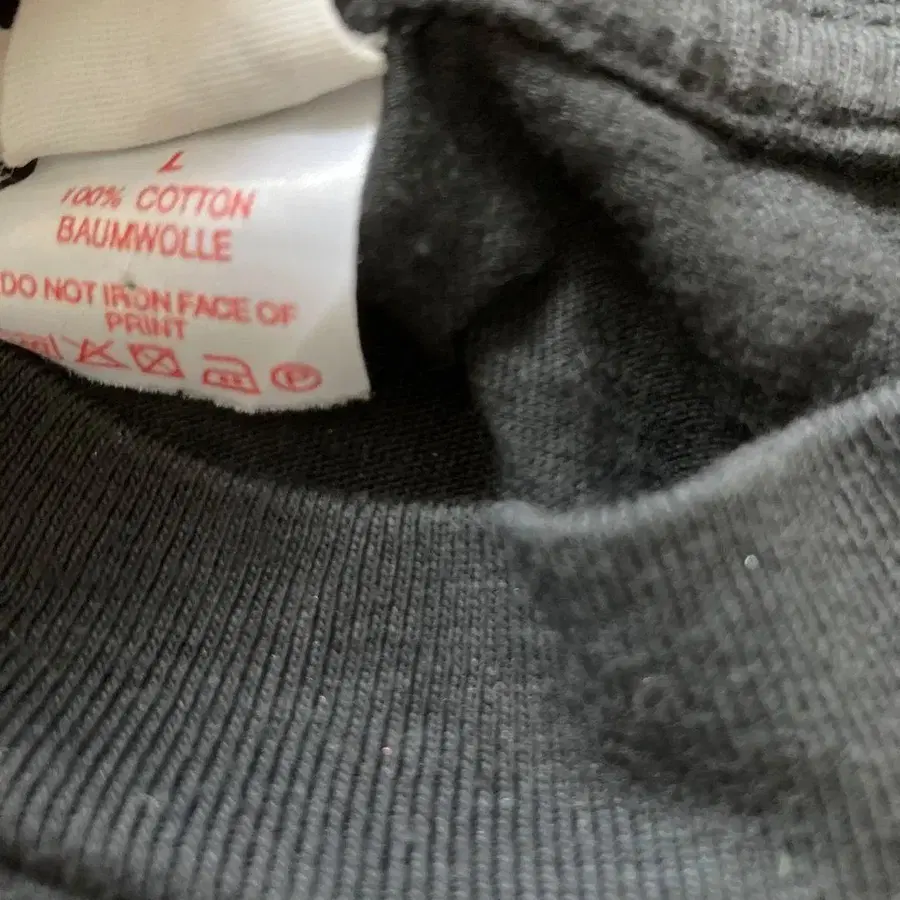 L
100% COTTON
BAUMWOLLE
DO NOT IRON FACE OF
PRINT
P